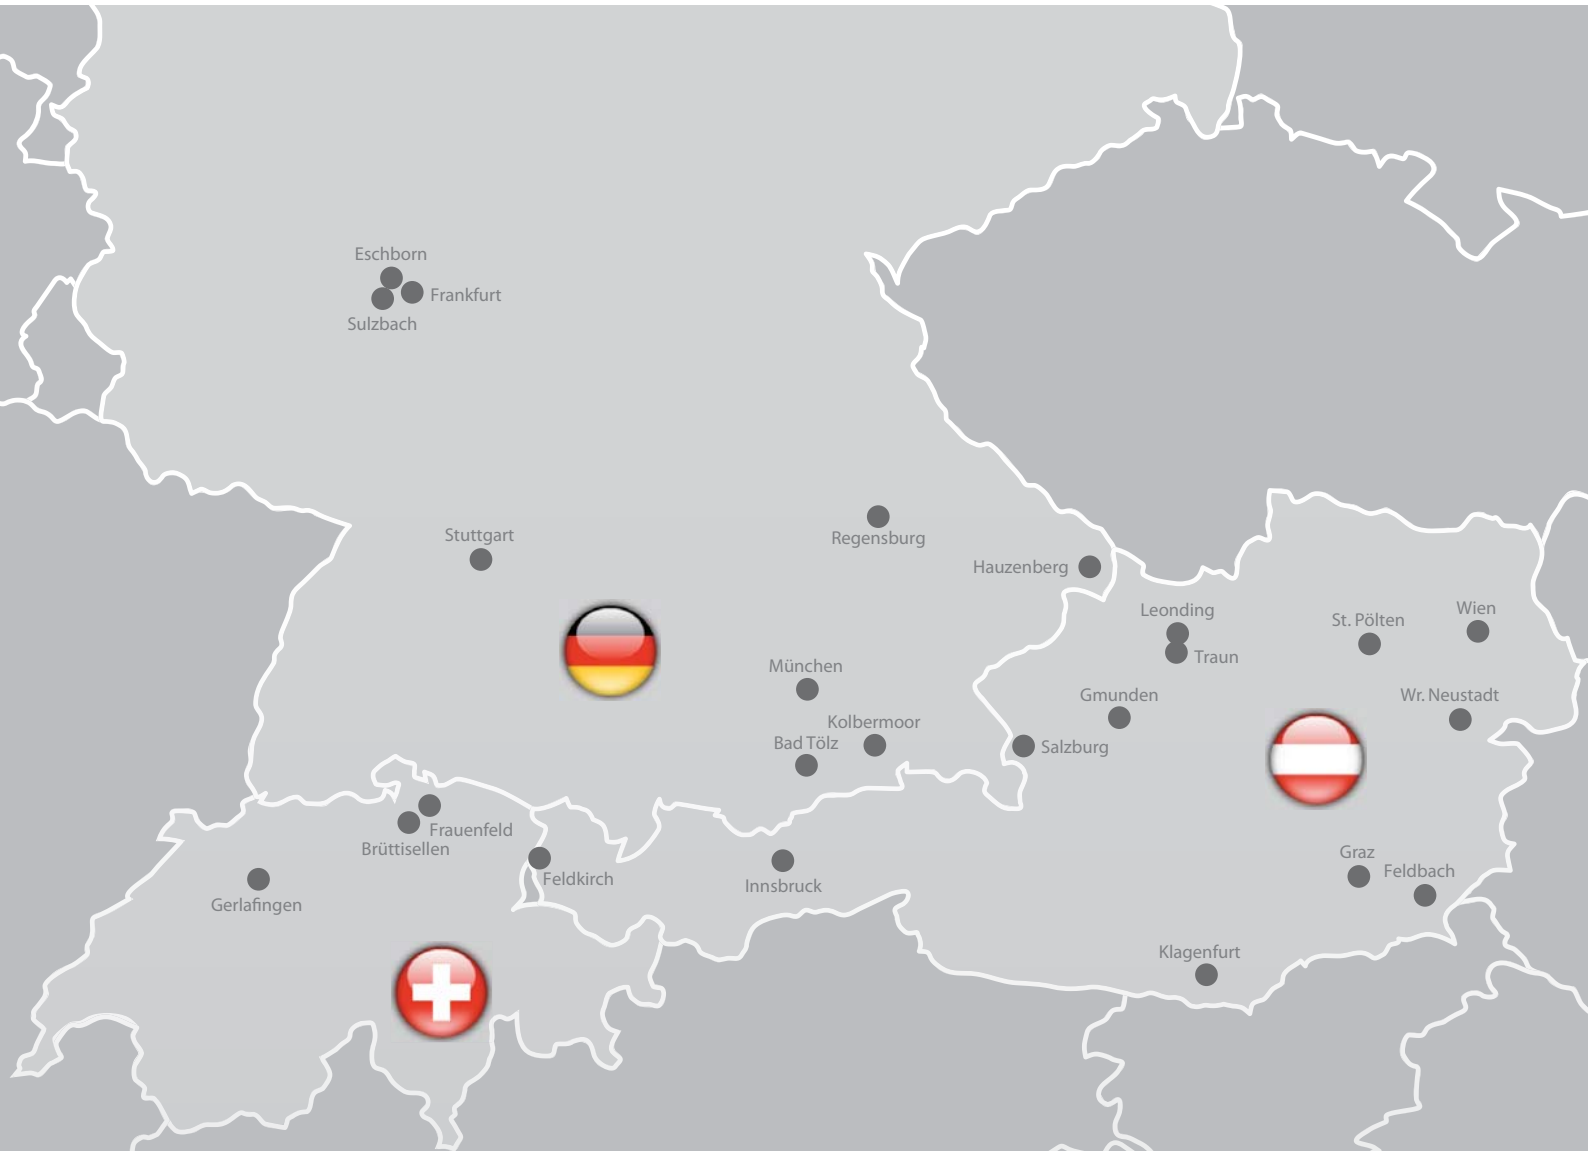 Eschborn
Frankfurt
Sulzbach
Stuttgart
Regensburg
Hauzenberg
Leonding
Traun
St. Pölten
Wien
München
Gmunden
Wr. Neustadt
Kolbermoor
Bad Tölz
Salzburg
Frauenfeld
Brüttisellen
Feldkirch
Innsbruck
Graz
Feldbach
Gerlafingen
Klagenfurt